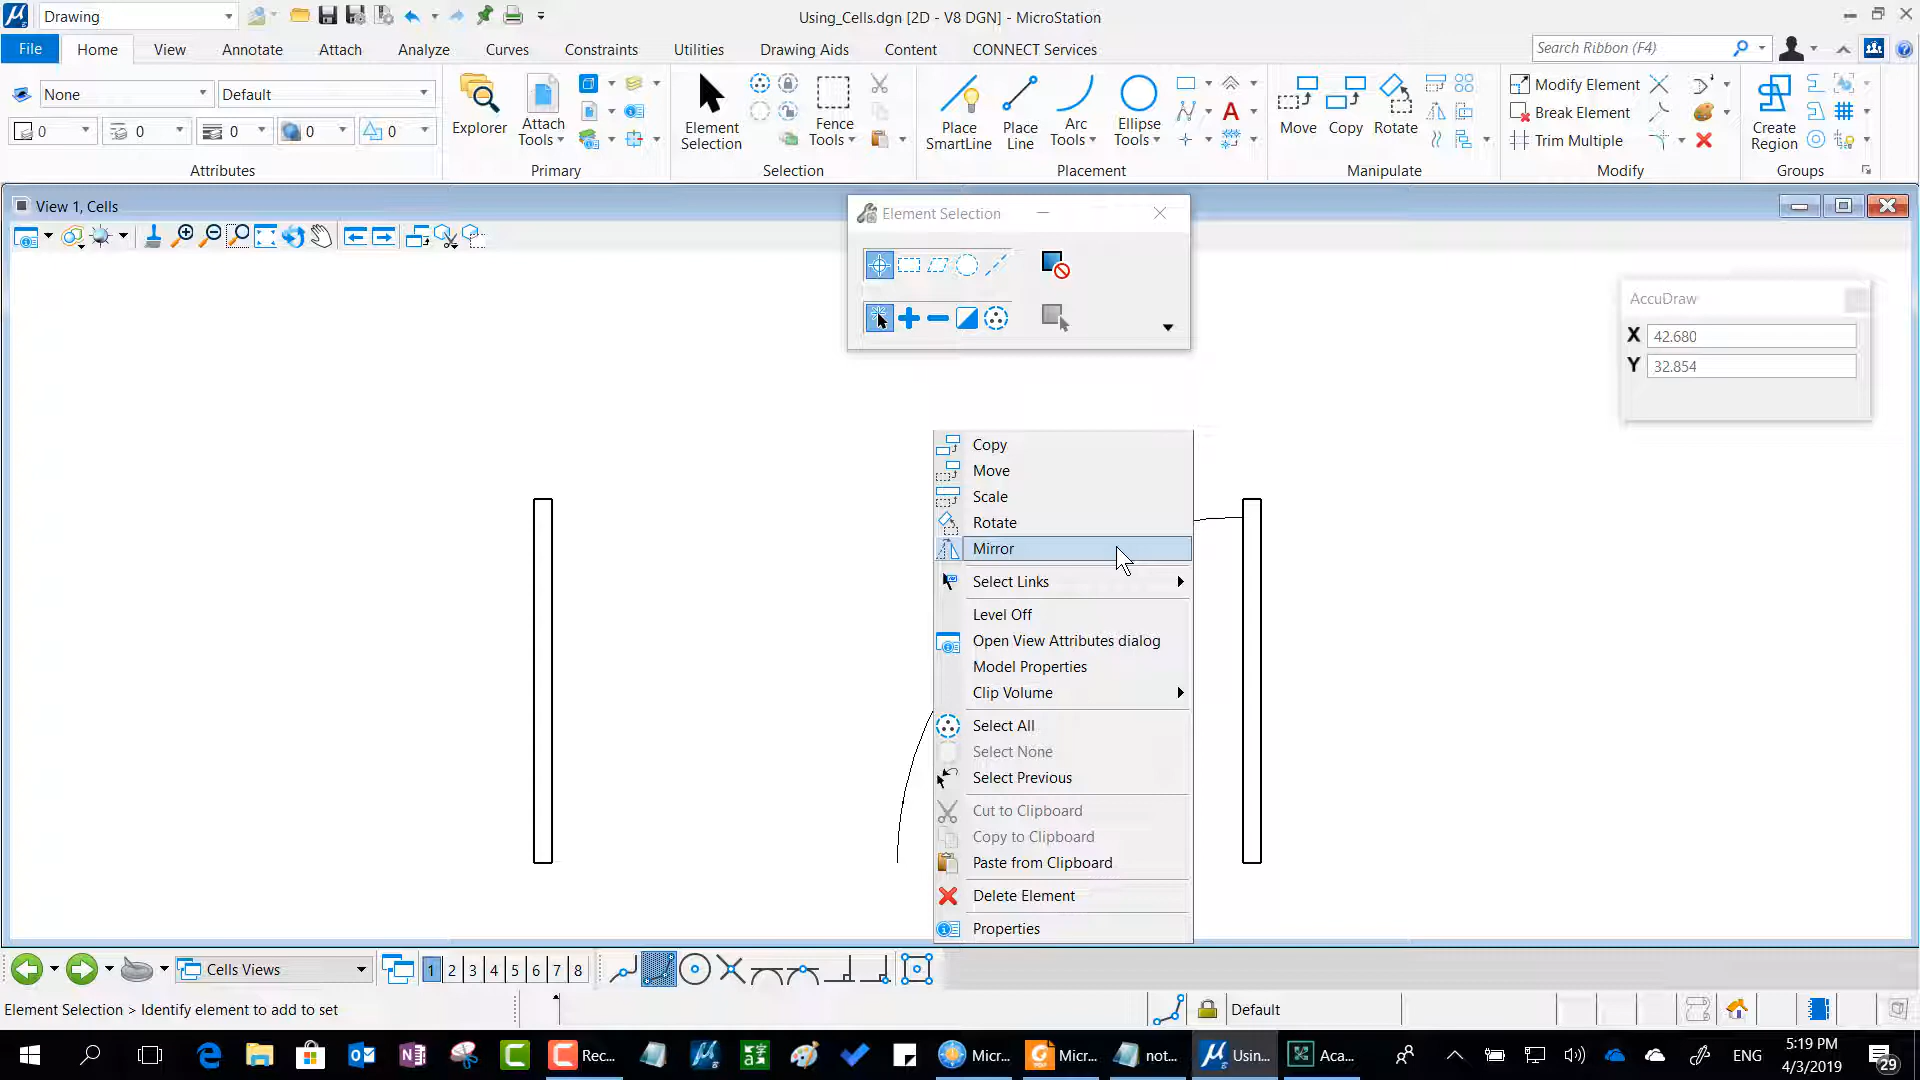 Drawing
Using_Cells.dgn [2D - V8 DGN] - MicroStation
File
Home
View
Annotate
Attach
Analyze
Curves
Constraints
Utilities
Drawing Aids
Content
CONNECT Services
Search Ribbon (F4)
None
Default
0
0
0
0
0
Attributes
Explorer
Attach Tools
Primary
Element Selection
Fence Tools
Selection
Place SmartLine
Place Line
Arc Tools
Ellipse Tools
Placement
Move
Copy
Rotate
Manipulate
Modify Element
Break Element
Trim Multiple
Modify
Create Region
Groups
View 1, Cells
Element Selection
AccuDraw
X 42.680
Y 32.854
Copy
Move
Scale
Rotate
Mirror
Select Links
Level Off
Open View Attributes dialog
Model Properties
Clip Volume
Select All
Select None
Select Previous
Cut to Clipboard
Copy to Clipboard
Paste from Clipboard
Delete Element
Properties
Cells Views
1 2 3 4 5 6 7 8
Element Selection > Identify element to add to set
Default
Rec...
Micr...
Micr...
not...
Usin...
Aca...
ENG
5:19 PM
4/3/2019
29